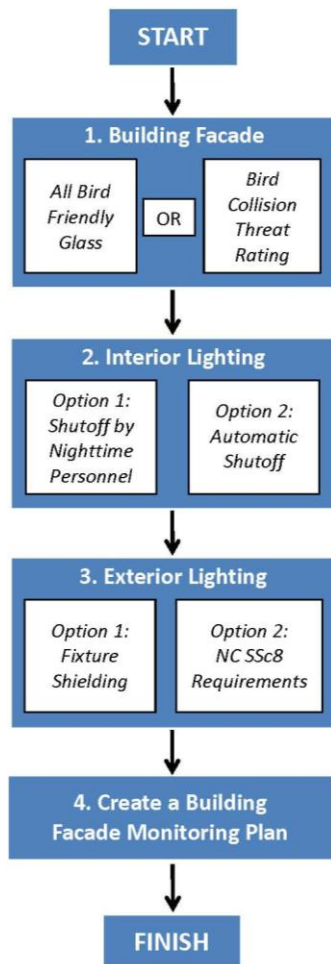 START
1. Building Facade
All Bird
Friendly
Glass
OR
Bird
Collision
Threat
Rating
2. Interior Lighting
Option 1:
Shutoff by
Nighttime
Personnel
Option 2:
Automatic
Shutoff
3. Exterior Lighting
Option 1:
Fixture
Shielding
Option 2:
NC SSc8
Requirements
4. Create a Building
Facade Monitoring Plan
FINISH